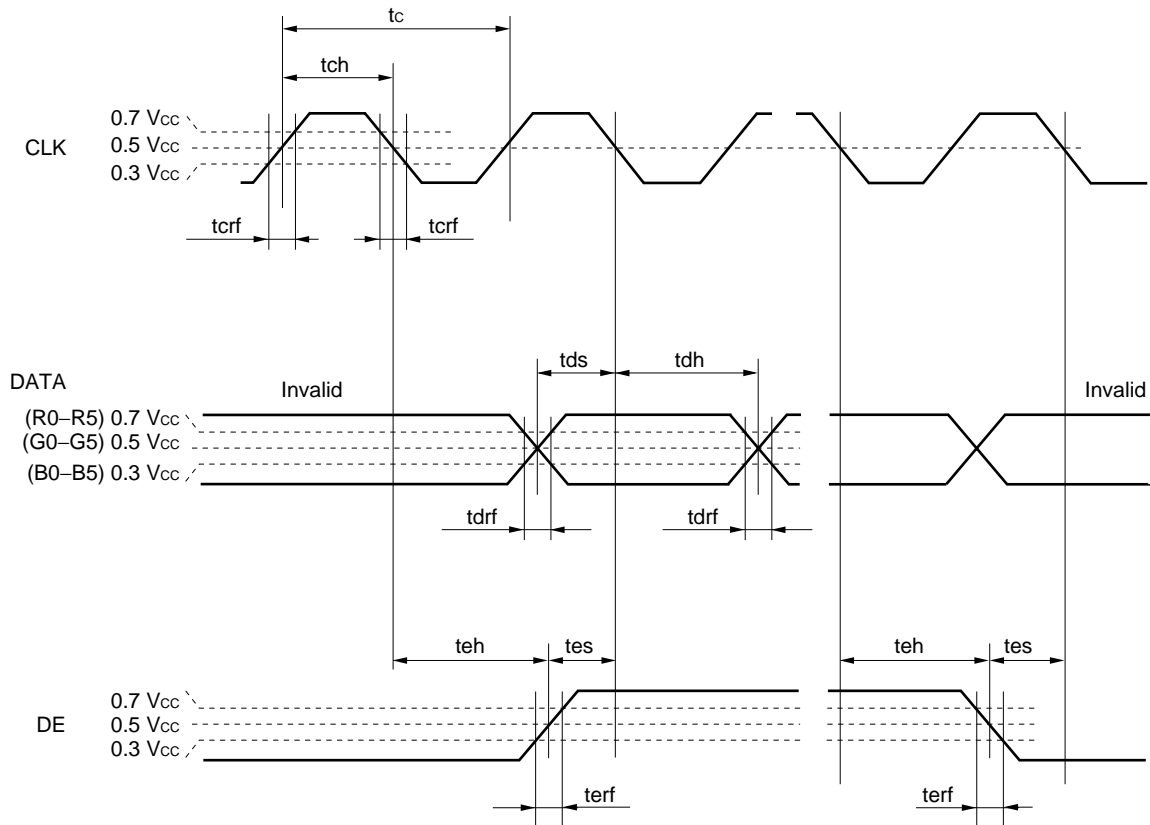 tc
tch
0.7 Vcc
CLK 0.5 Vcc
0.3 Vcc
tcrf tcrf
tds tdh
DATA
Invalid Invalid
(R0–R5) 0.7 Vcc
(G0–G5) 0.5 Vcc
(B0–B5) 0.3 Vcc
tdrf tdrf
teh tes teh tes
0.7 Vcc
DE 0.5 Vcc
0.3 Vcc
terf terf